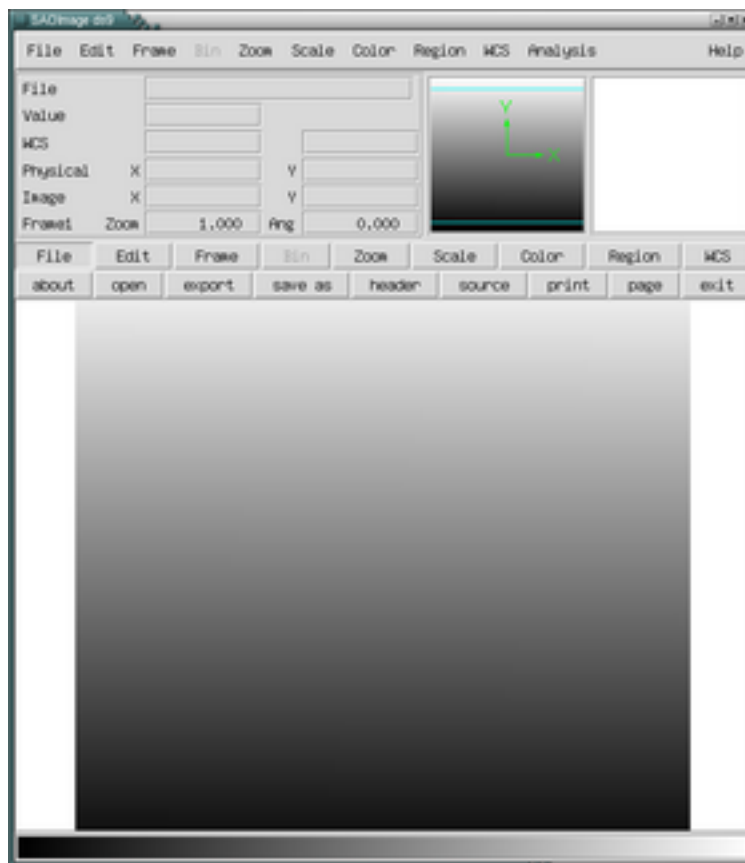 SAOImage ds9
File Edit Frame Bin Zoom Scale Color Region WCS Analysis Help
File
Value
WCS
Physical X Y
Image X Y
Frame1 Zoom 1.000 Ang 0.000
Y
X
File Edit Frame Bin Zoom Scale Color Region WCS
about open export save as header source print page exit